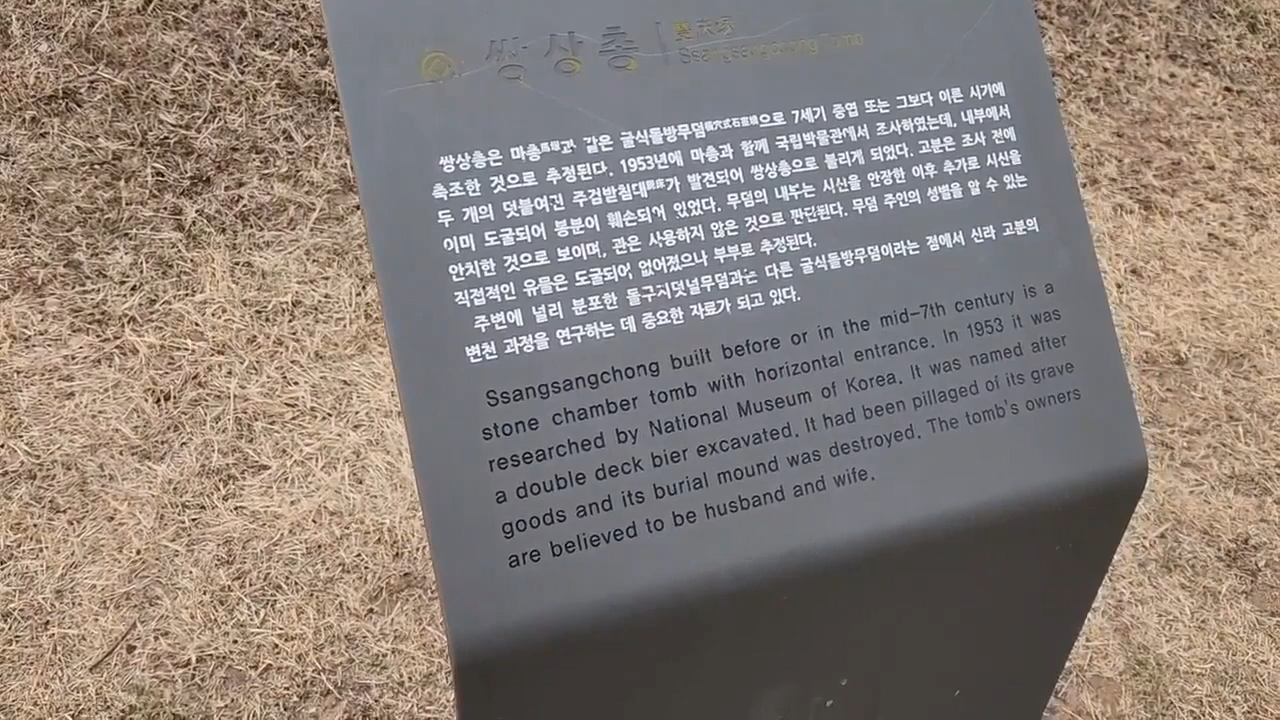 쌍상총 雙床塚
Ssangsangchong Tomb
쌍상총은 마총馬塚과 같은 굴식돌방무덤橫穴式石室墳으로 7세기 중엽 또는 그보다 이른 시기에
축조한 것으로 추정된다. 1953년에 마총과 함께 국립박물관에서 조사하였는데, 내부에서
두 개의 덧붙여진 주검받침대屍床가 발견되어 쌍상총으로 불리게 되었다. 고분은 조사 전에
이미 도굴되어 봉분이 훼손되어 있었다. 무덤의 내부는 시신을 안장한 이후 추가로 시신을
안치한 것으로 보이며, 관은 사용하지 않은 것으로 판단된다. 무덤 주인의 성별을 알 수 있는
직접적인 유물은 도굴되어 없어졌으나 부부로 추정된다.
주변에 널리 분포한 돌무지덧널무덤과는 다른 굴식돌방무덤이라는 점에서 신라 고분의
변천 과정을 연구하는 데 중요한 자료가 되고 있다.
Ssangsangchong built before or in the mid-7th century is a
stone chamber tomb with horizontal entrance. In 1953 it was
researched by National Museum of Korea. It was named after
a double deck bier excavated. It had been pillaged of its grave
goods and its burial mound was destroyed. The tomb's owners
are believed to be husband and wife.